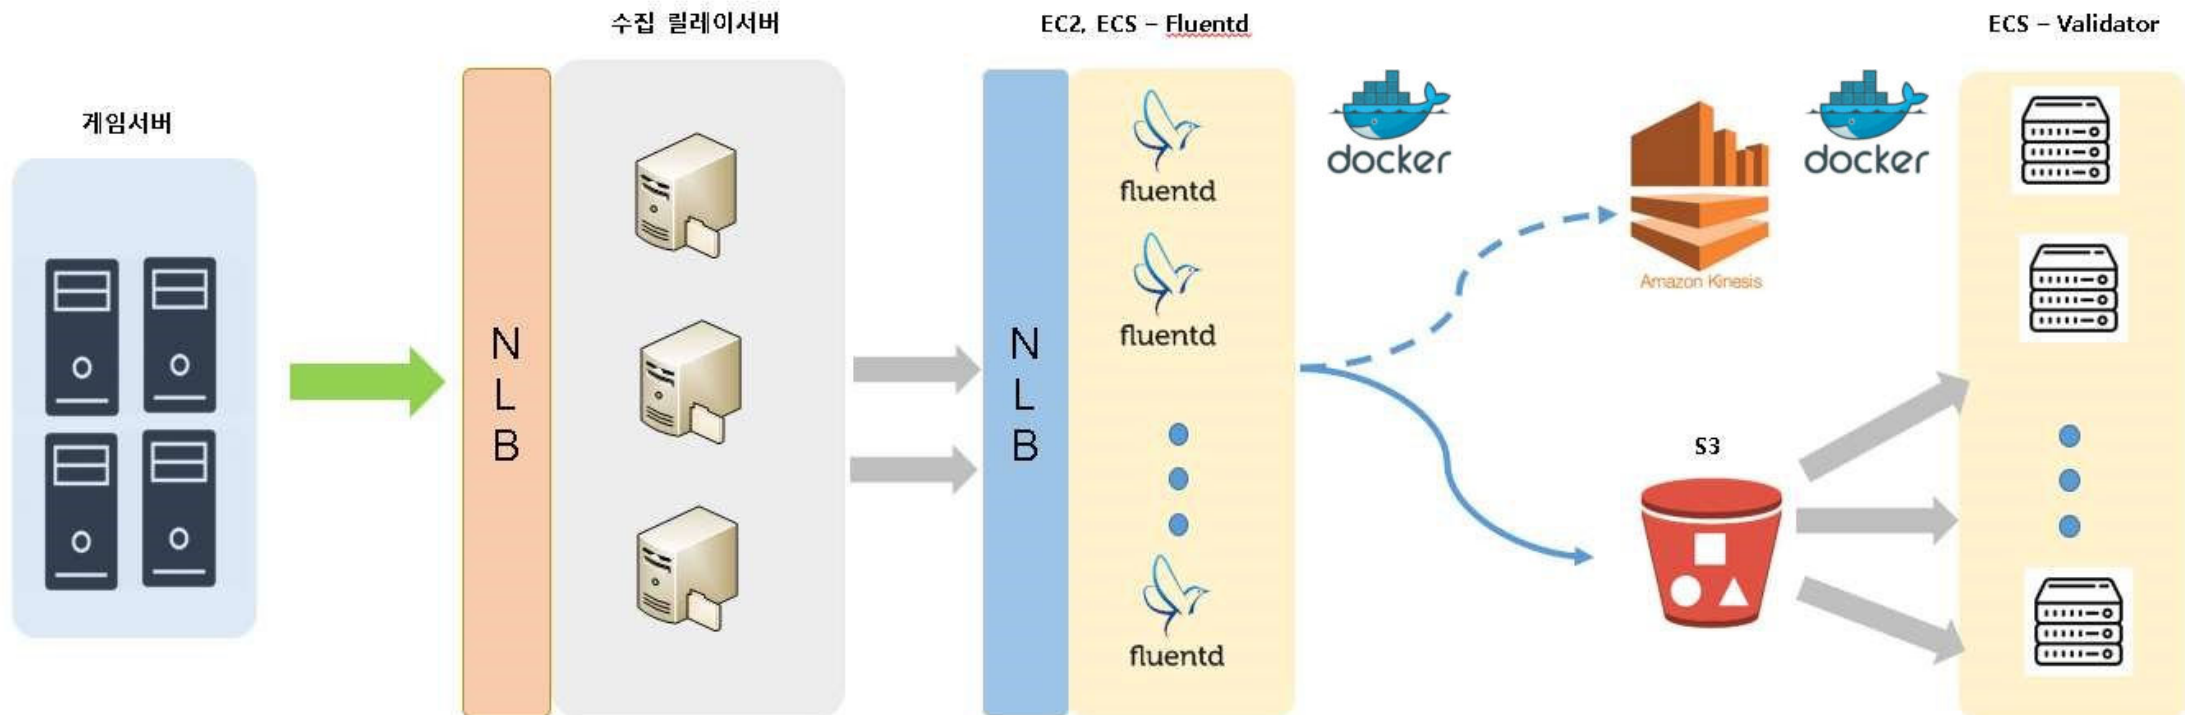 수집 릴레이서버
EC2, ECS – Fluentd
ECS – Validator
게임서버
N
L
B
N
L
B
fluentd
fluentd
fluentd
docker
Amazon Kinesis
docker
S3